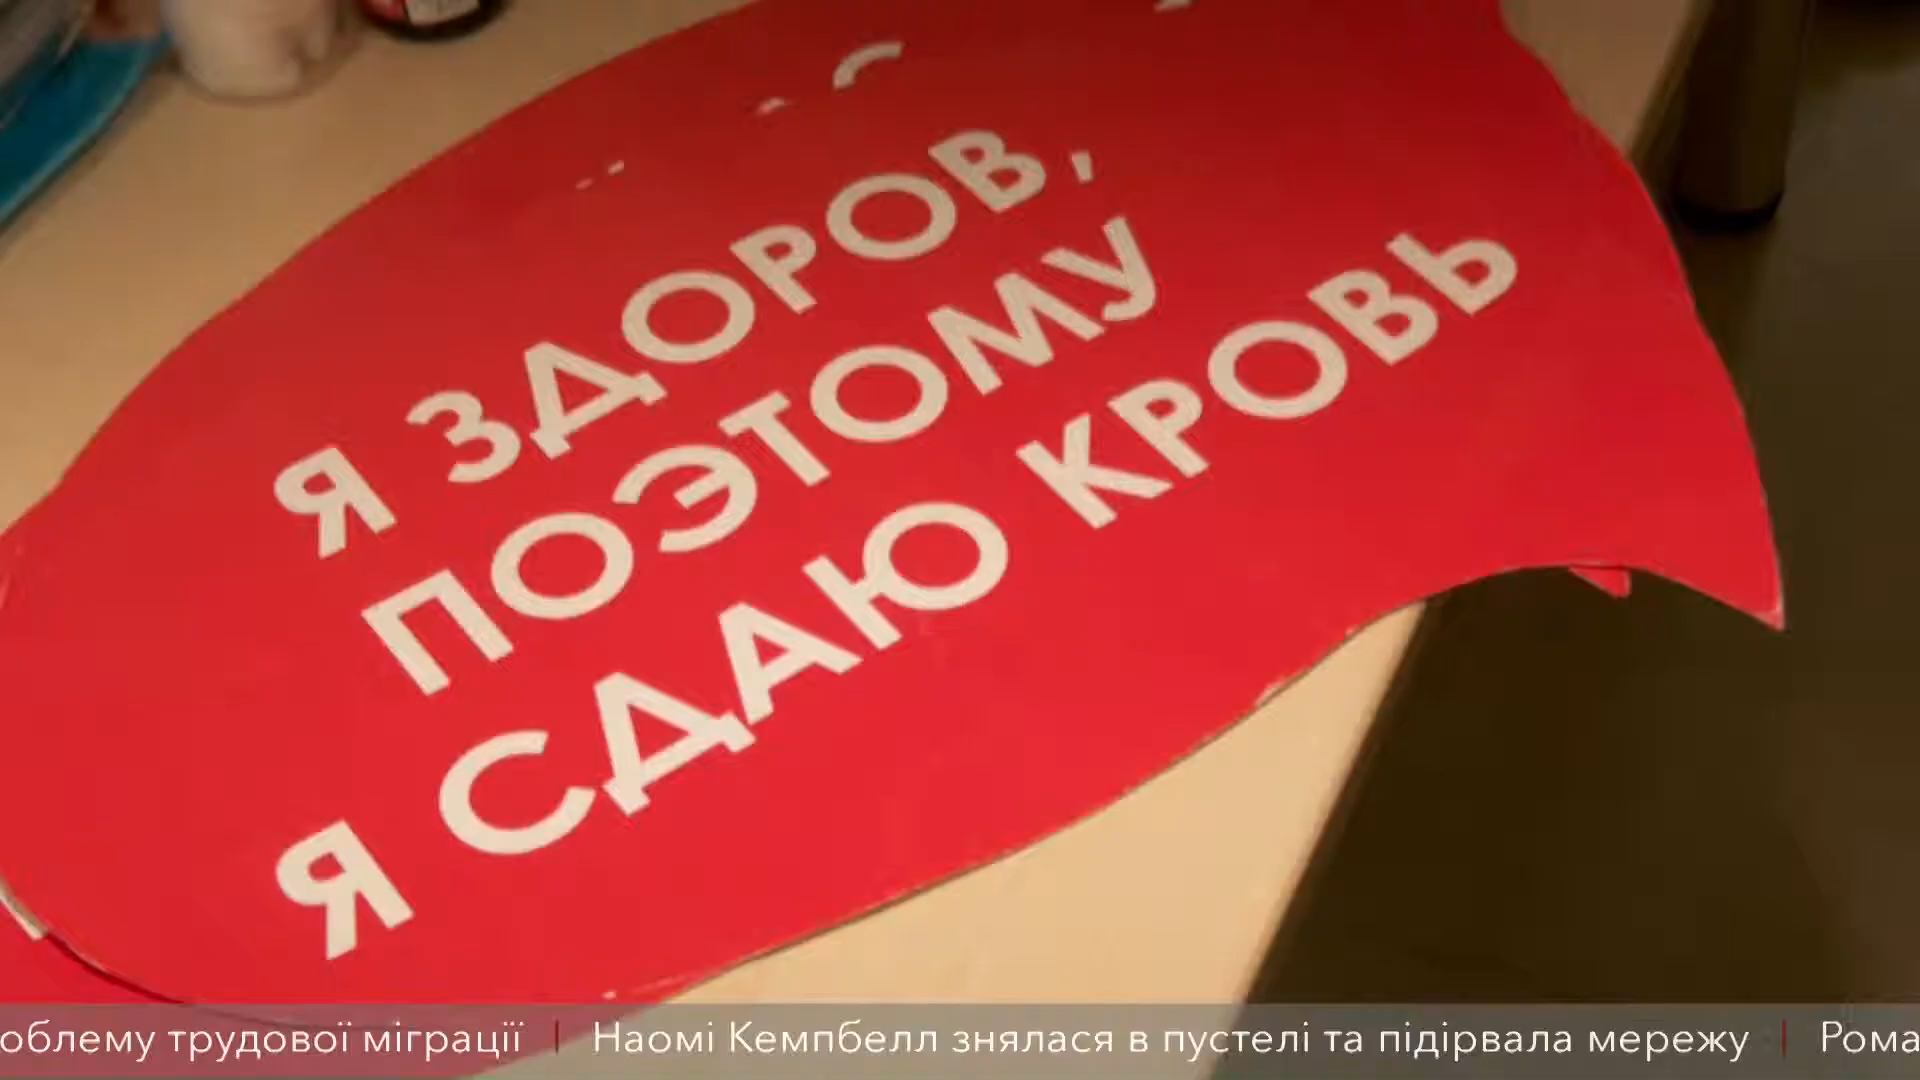 Я ЗДОРОВ,
ПОЭТОМУ
Я СДАЮ КРОВЬ
облему трудової міграції | Наомі Кемпбелл знялася в пустелі та підірвала мережу | Рома